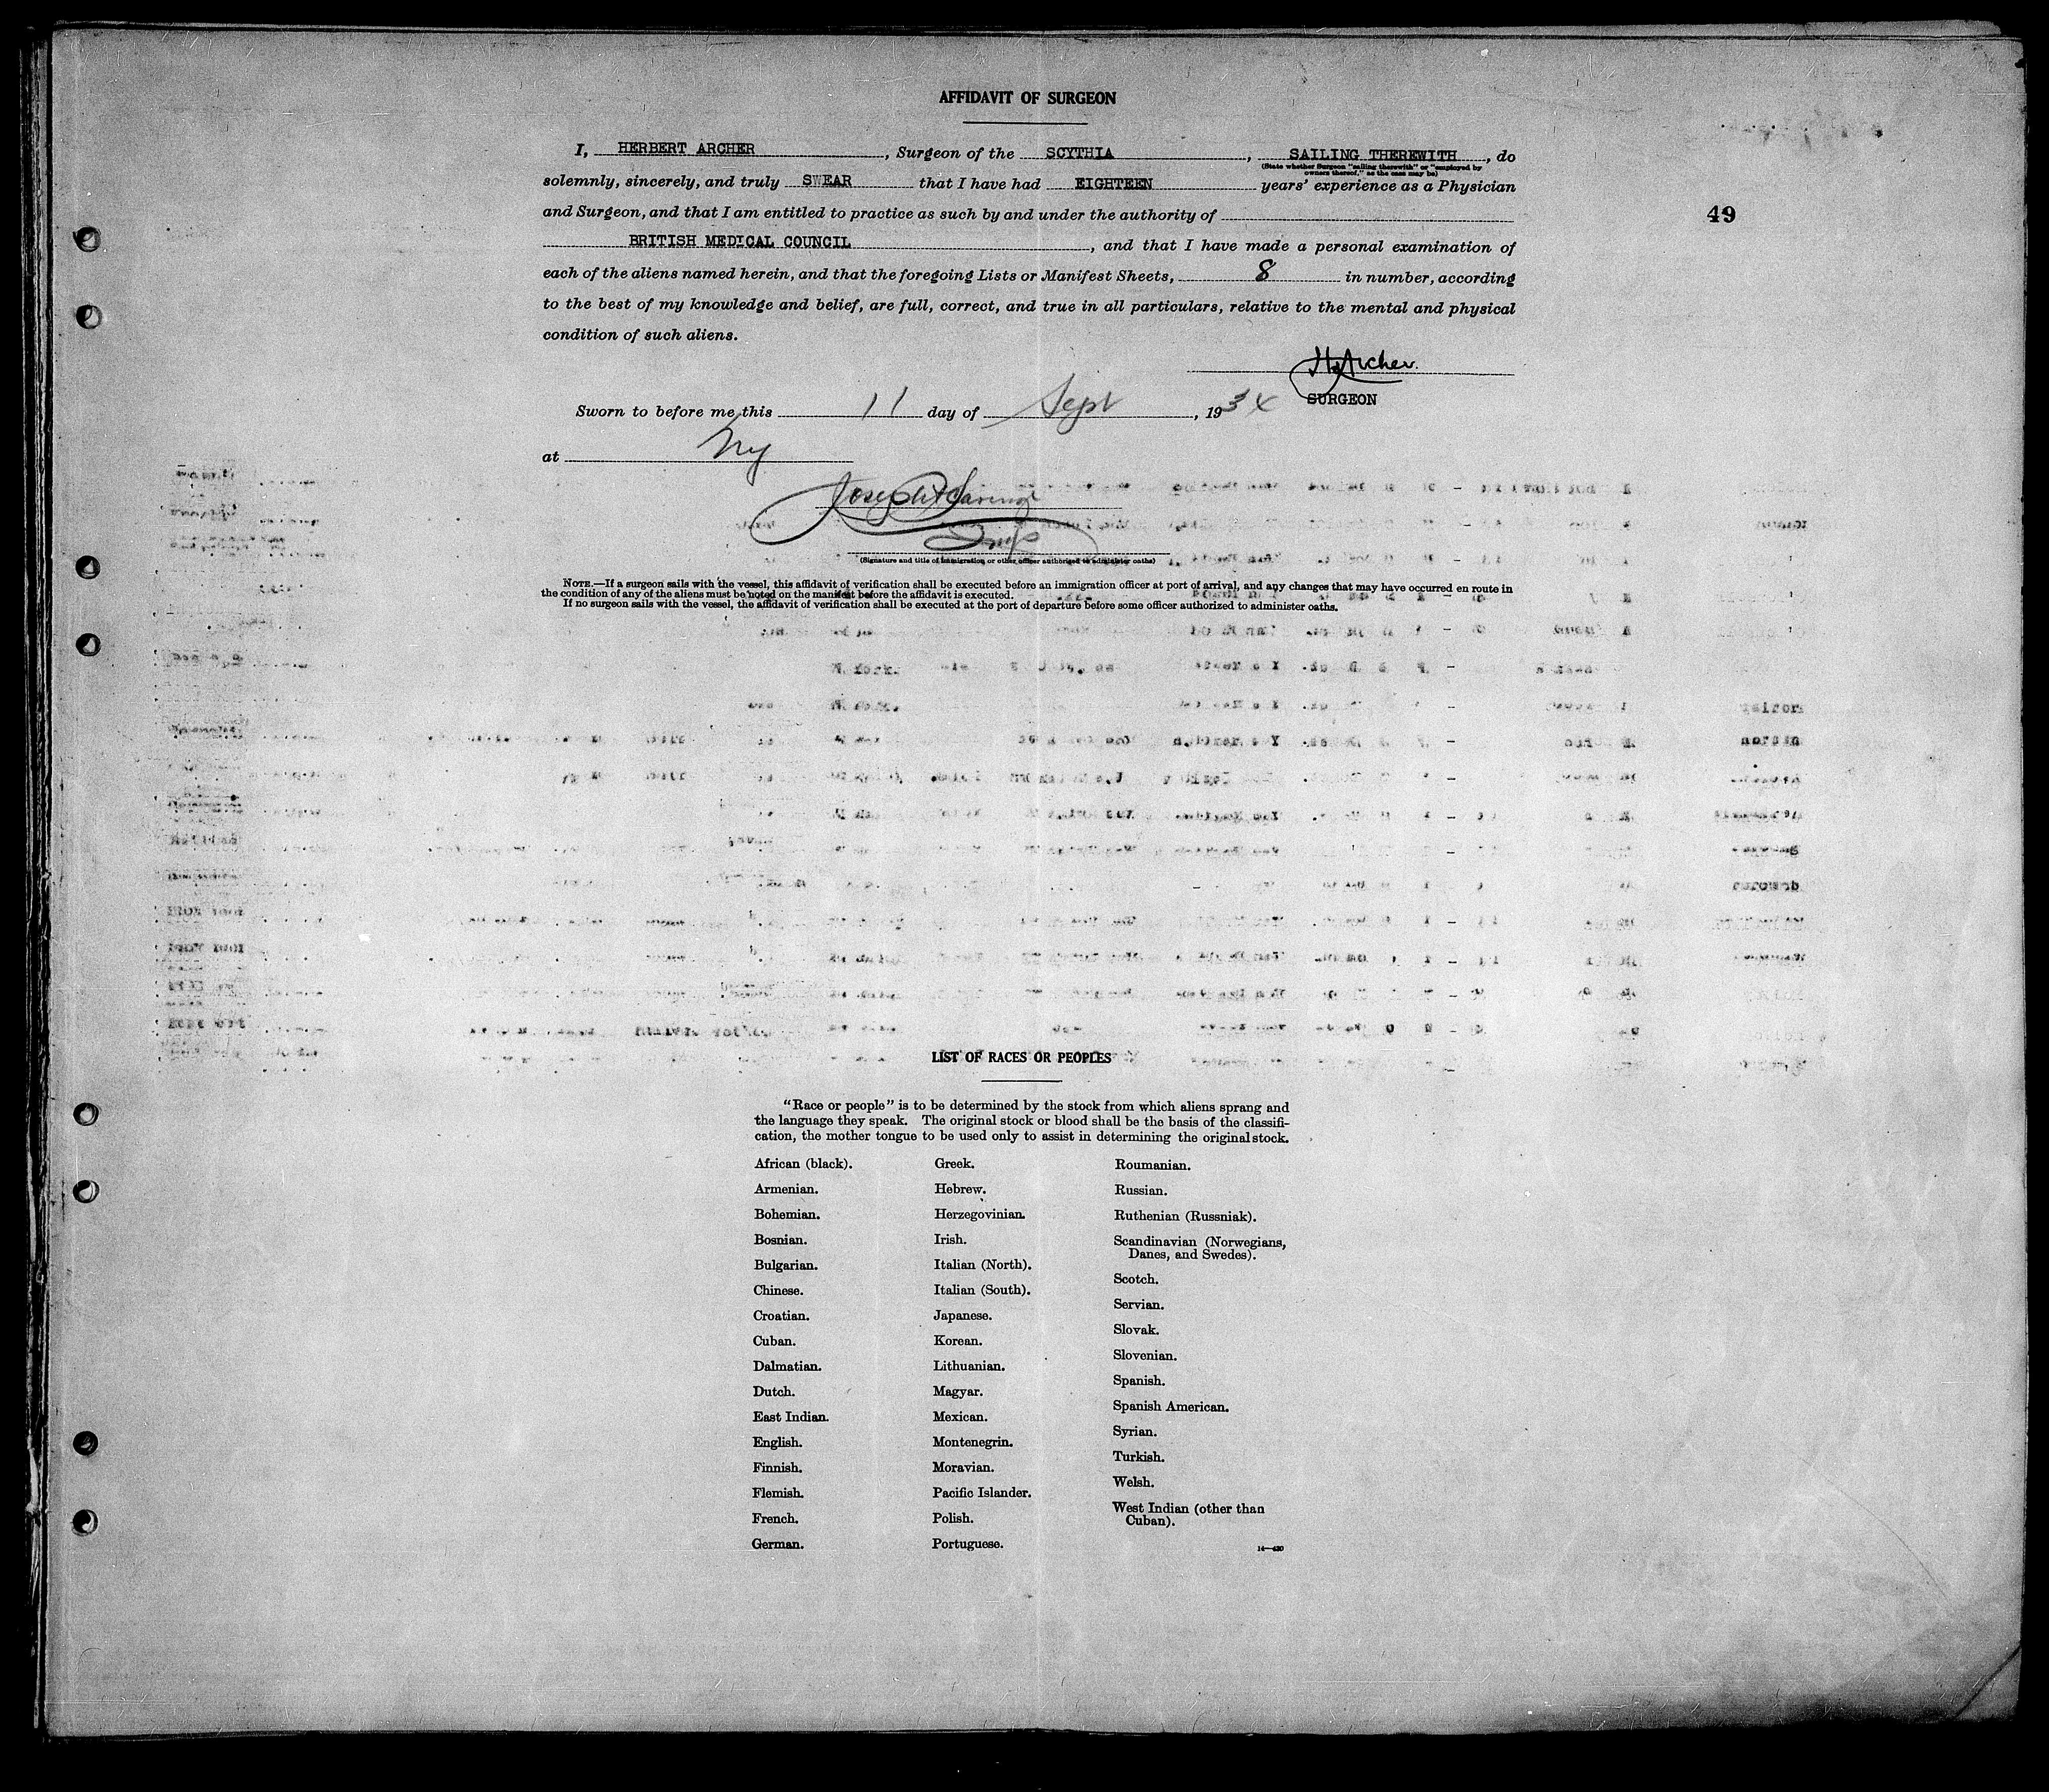 AFFIDAVIT OF SURGEON
I, HERBERT ARCHER, Surgeon of the SCYTHIA, SAILING THEREWITH, do
(State whether Surgeon "sailing therewith" or "employed by
owners thereof," as the case may be)
solemnly, sincerely, and truly SWEAR that I have had EIGHTEEN years' experience as a Physician
and Surgeon, and that I am entitled to practice as such by and under the authority of
49
BRITISH MEDICAL COUNCIL, and that I have made a personal examination of
each of the aliens named herein, and that the foregoing Lists or Manifest Sheets, 8 in number, according
to the best of my knowledge and belief, are full, correct, and true in all particulars, relative to the mental and physical
condition of such aliens.
H Archer.
SURGEON
Sworn to before me this 11 day of Sept, 1934
at Ny
Joseph
Insp
(Signature and title of immigration or other officer authorized to administer oaths)
NOTE.—If a surgeon sails with the vessel, this affidavit of verification shall be executed before an immigration officer at port of arrival, and any changes that may have occurred en route in
the condition of any of the aliens must be noted on the manifest before the affidavit is executed.
If no surgeon sails with the vessel, the affidavit of verification shall be executed at the port of departure before some officer authorized to administer oaths.
LIST OF RACES OR PEOPLES
"Race or people" is to be determined by the stock from which aliens sprang and
the language they speak. The original stock or blood shall be the basis of the classifi-
cation, the mother tongue to be used only to assist in determining the original stock.
African (black).
Armenian.
Bohemian.
Bosnian.
Bulgarian.
Chinese.
Croatian.
Cuban.
Dalmatian.
Dutch.
East Indian.
English.
Finnish.
Flemish.
French.
German.
Greek.
Hebrew.
Herzegovinian.
Irish.
Italian (North).
Italian (South).
Japanese.
Korean.
Lithuanian.
Magyar.
Mexican.
Montenegrin.
Moravian.
Pacific Islander.
Polish.
Portuguese.
Roumanian.
Russian.
Ruthenian (Russniak).
Scandinavian (Norwegians,
Danes, and Swedes).
Scotch.
Servian.
Slovak.
Slovenian.
Spanish.
Spanish American.
Syrian.
Turkish.
Welsh.
West Indian (other than
Cuban).
14—430